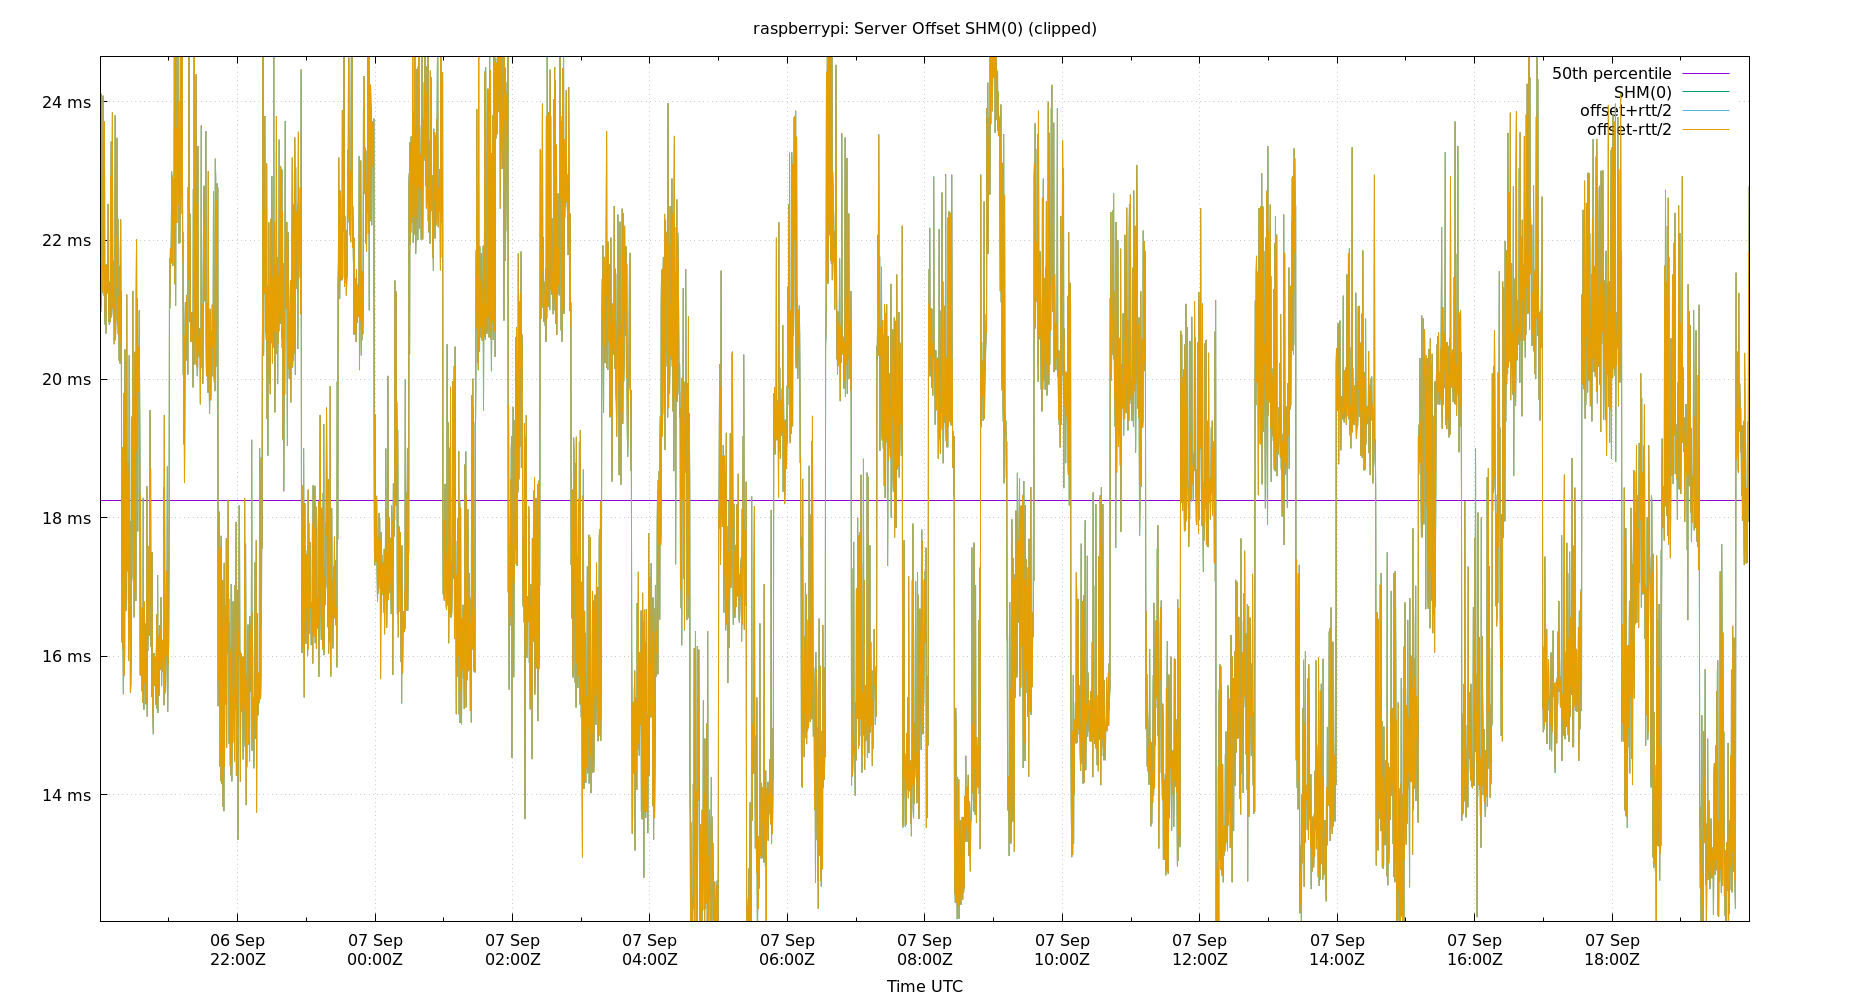 raspberrypi: Server Offset SHM(0) (clipped)
50th percentile
SHM(0)
offset+rtt/2
offset-rtt/2
24 ms
22 ms
20 ms
18 ms
16 ms
14 ms
06 Sep 07 Sep 07 Sep 07 Sep 07 Sep 07 Sep 07 Sep 07 Sep 07 Sep 07 Sep 07 Sep
22:00Z 00:00Z 02:00Z 04:00Z 06:00Z 08:00Z 10:00Z 12:00Z 14:00Z 16:00Z 18:00Z
Time UTC